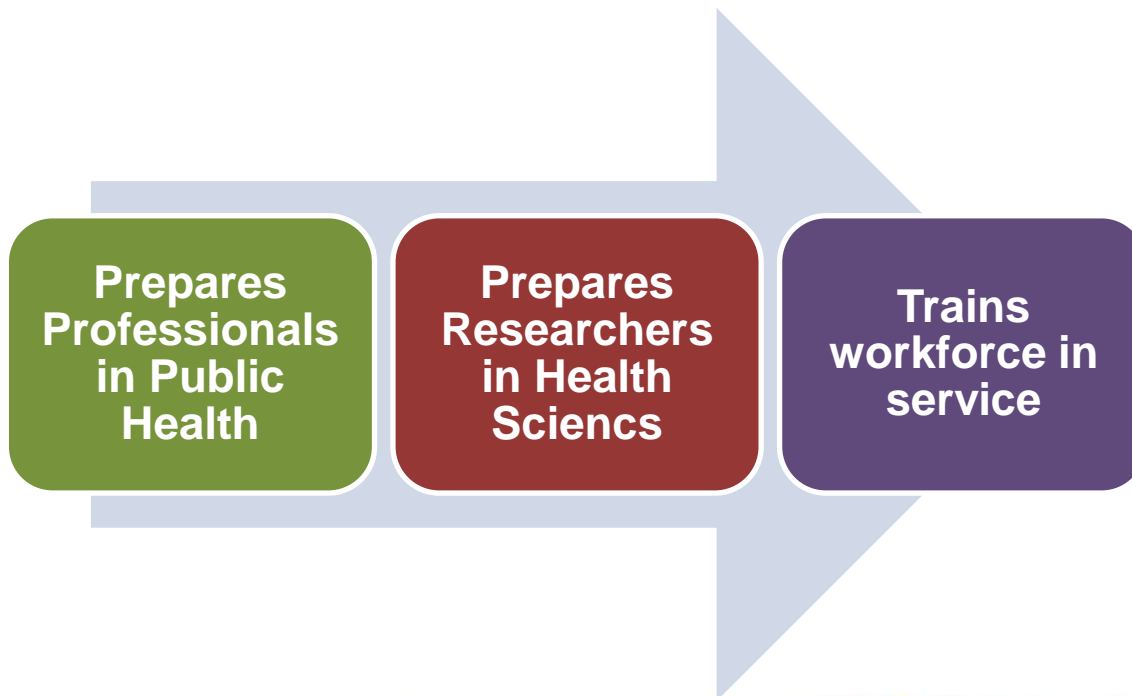 Prepares
Professionals
in Public
Health
Prepares
Researchers
in Health
Sciencs
Trains
workforce in
service